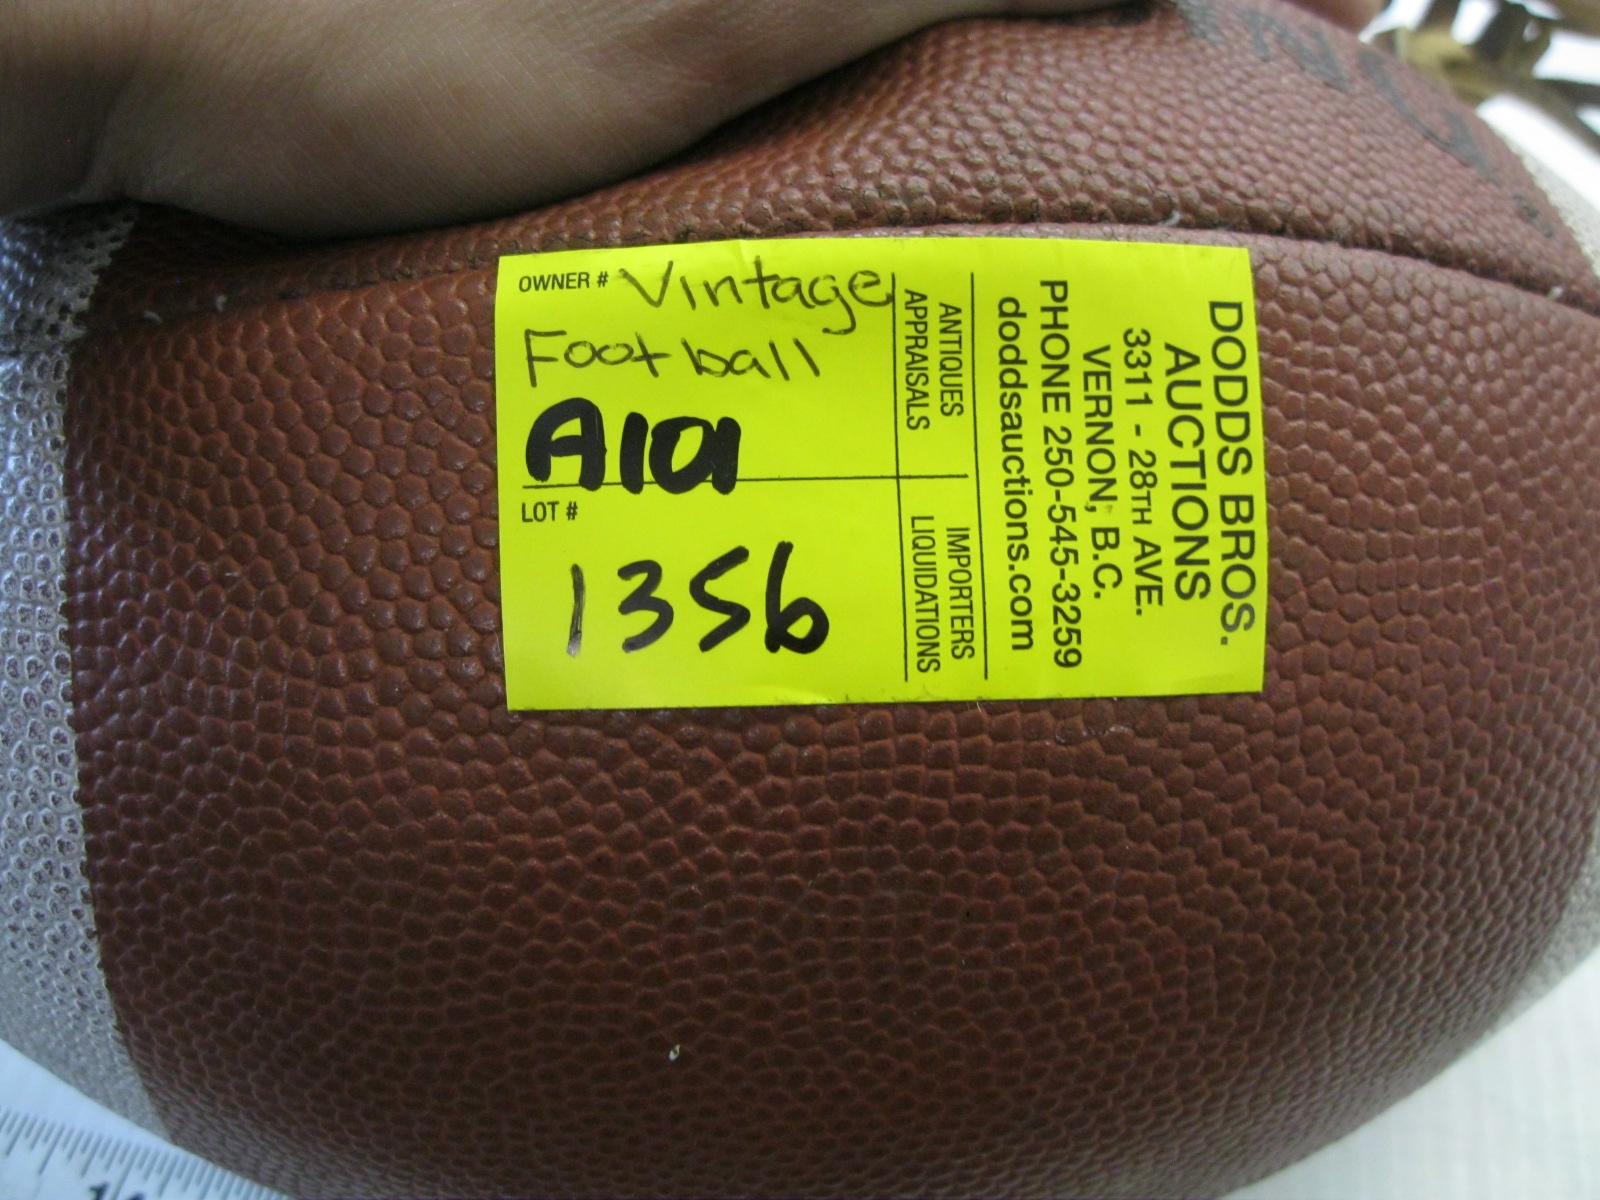 OWNER # Vintage
Football
A101
LOT #
1356
ANTIQUES
APPRAISALS
IMPORTERS
LIQUIDATIONS
DODDS BROS.
AUCTIONS
3311 - 28TH AVE.
VERNON, B.C.
PHONE 250-545-3259
doddsauctions.com